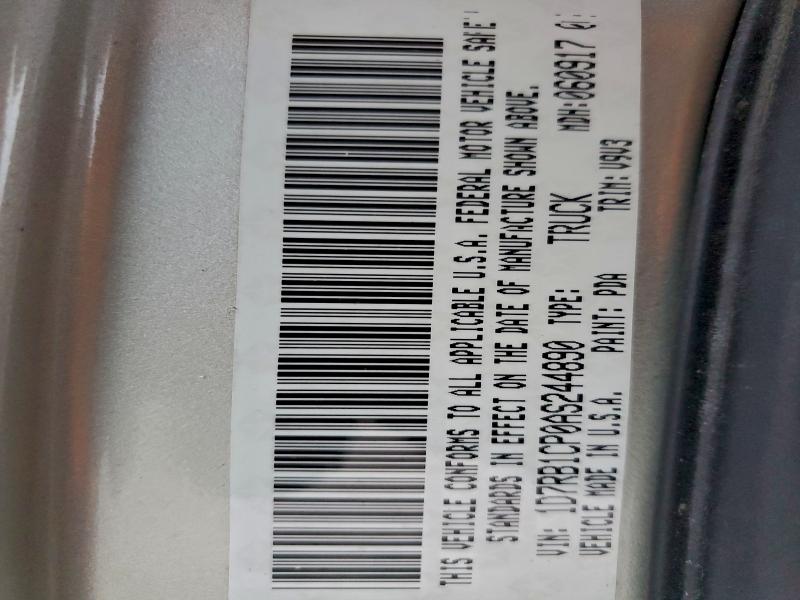 THIS VEHICLE CONFORMS TO ALL APPLICABLE U.S.A. FEDERAL MOTOR VEHICLE SAFE
STANDARDS IN EFFECT ON THE DATE OF MANUFACTURE SHOWN ABOVE.
VIN: 1D7RB1CP0AS244890 TYPE: TRUCK MDH:060917
VEHICLE MADE IN U.S.A. PAINT: PDA TRIM: V9V3